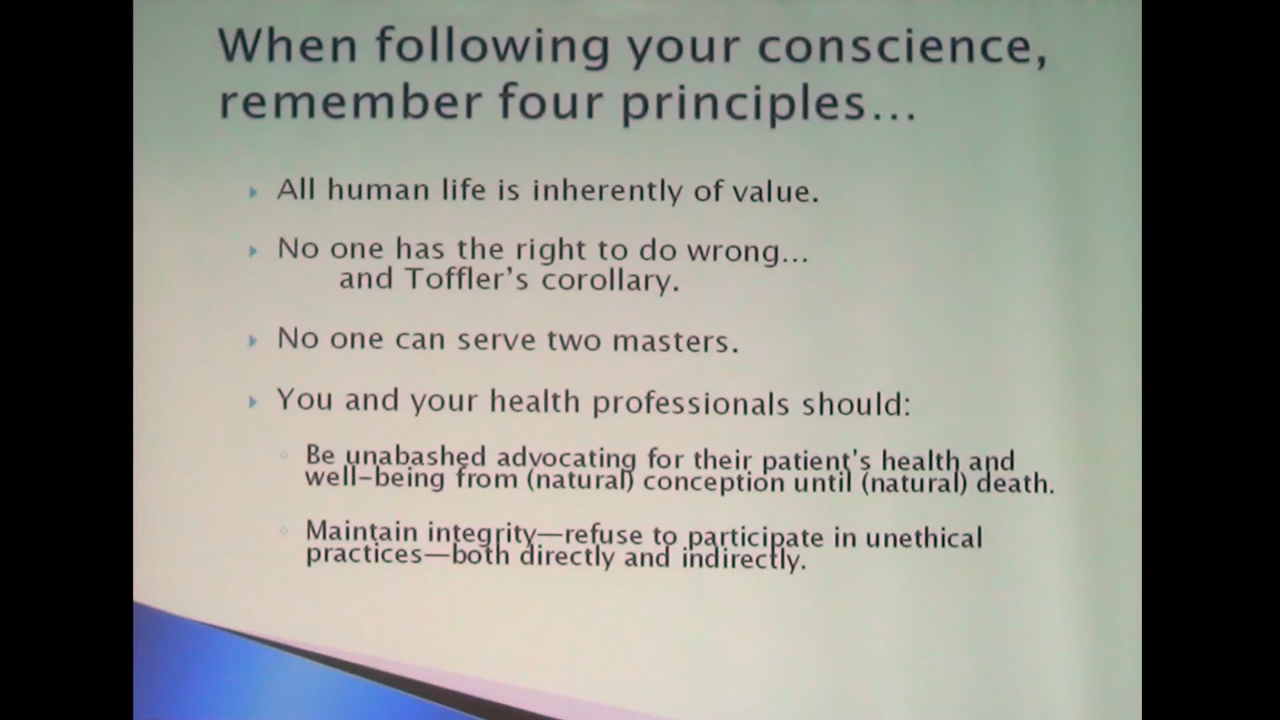 When following your conscience,
remember four principles...
All human life is inherently of value.
No one has the right to do wrong...
and Toffler's corollary.
No one can serve two masters.
You and your health professionals should:
Be unabashed advocating for their patient's health and
well-being from (natural) conception until (natural) death.
Maintain integrity—refuse to participate in unethical
practices—both directly and indirectly.